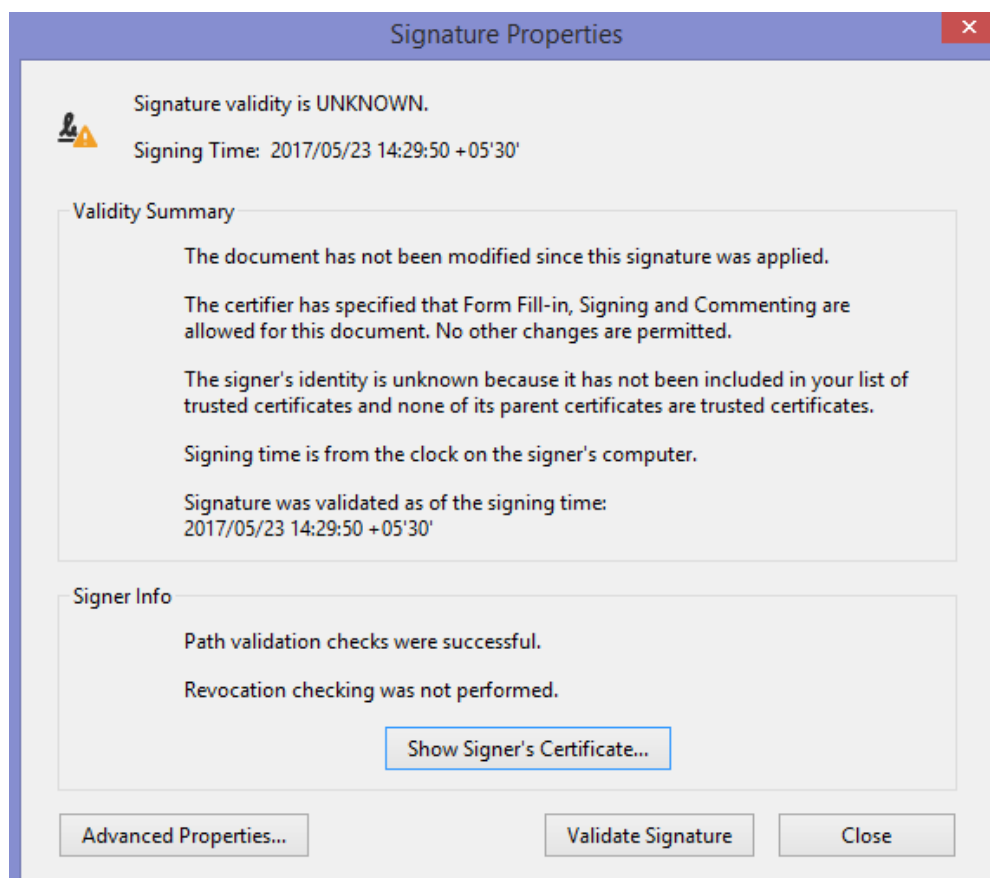 Signature Properties
Signature validity is UNKNOWN.
Signing Time: 2017/05/23 14:29:50 +05'30'
Validity Summary
The document has not been modified since this signature was applied.
The certifier has specified that Form Fill-in, Signing and Commenting are
allowed for this document. No other changes are permitted.
The signer's identity is unknown because it has not been included in your list of
trusted certificates and none of its parent certificates are trusted certificates.
Signing time is from the clock on the signer's computer.
Signature was validated as of the signing time:
2017/05/23 14:29:50 +05'30'
Signer Info
Path validation checks were successful.
Revocation checking was not performed.
Show Signer's Certificate...
Advanced Properties...
Validate Signature
Close